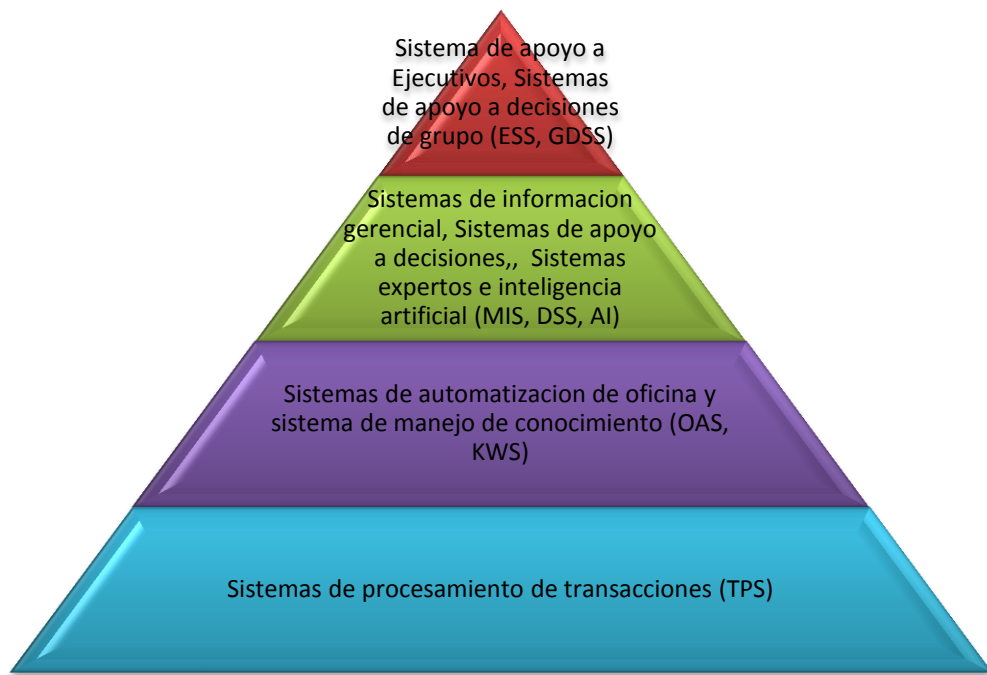 Sistema de apoyo a
Ejecutivos, Sistemas
de apoyo a decisiones
de grupo (ESS, GDSS)
Sistemas de informacion
gerencial, Sistemas de apoyo
a decisiones,, Sistemas
expertos e inteligencia
artificial (MIS, DSS, AI)
Sistemas de automatizacion de oficina y
sistema de manejo de conocimiento (OAS,
KWS)
Sistemas de procesamiento de transacciones (TPS)